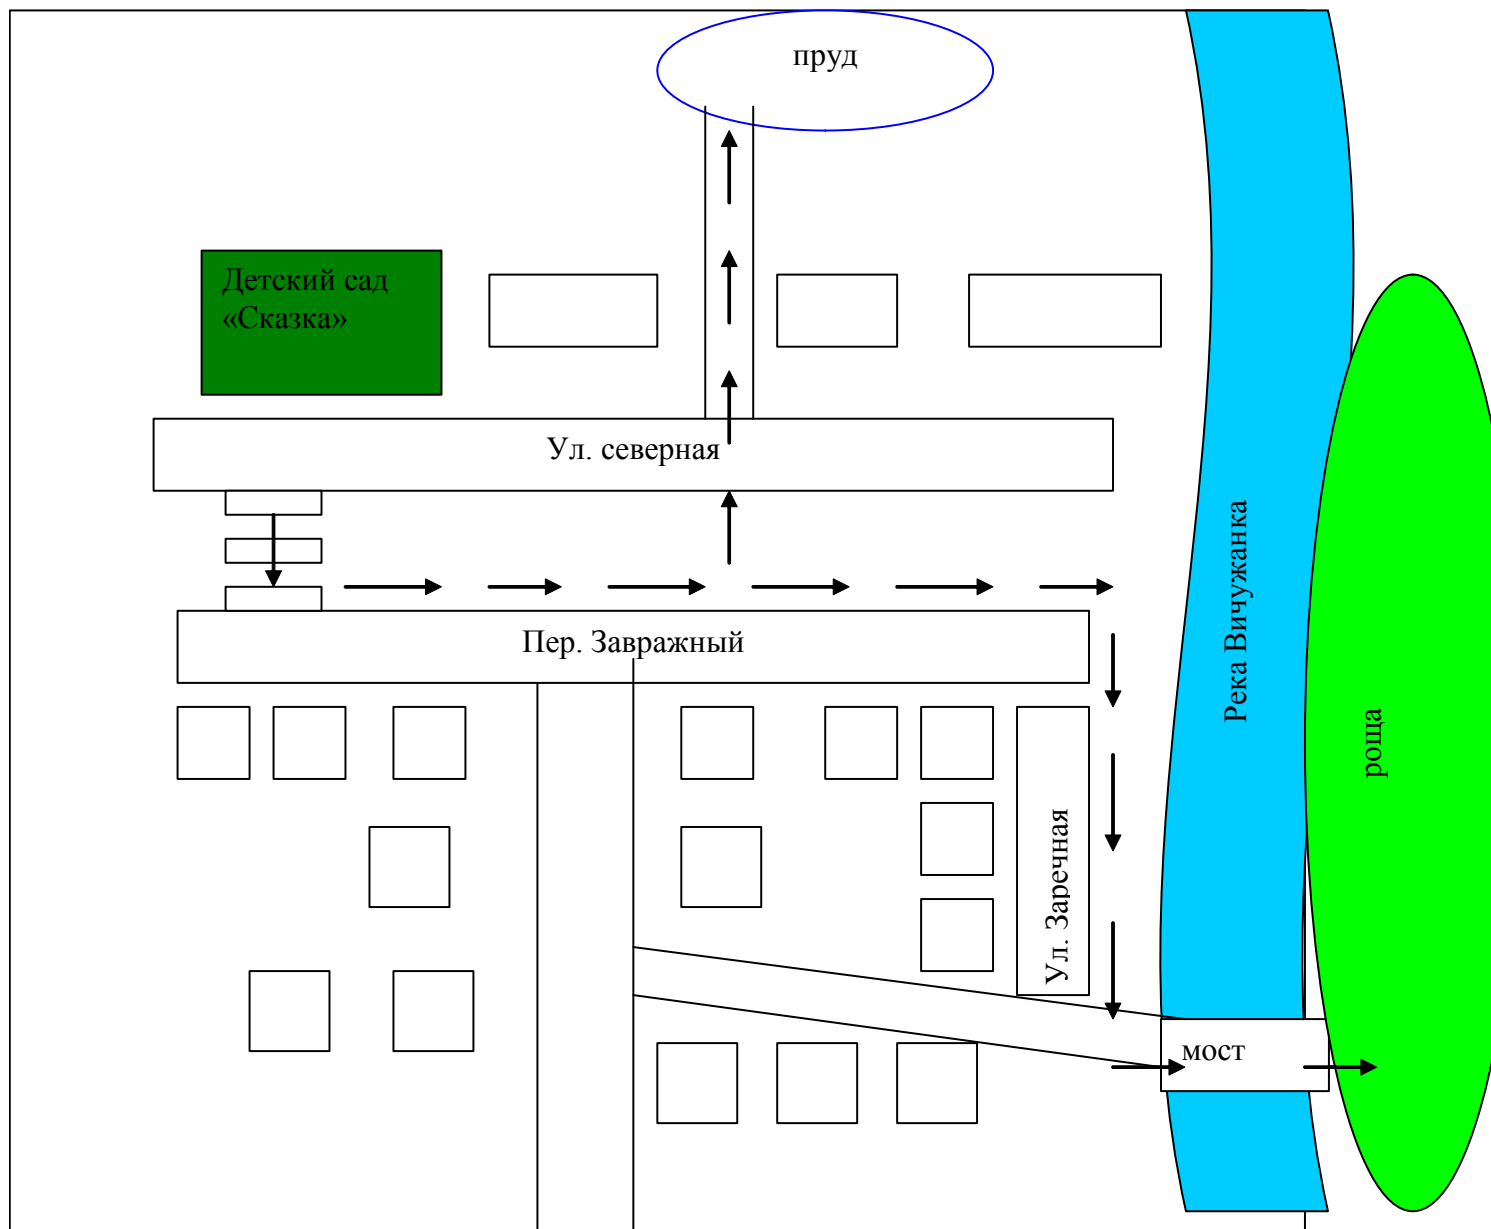 пруд
Детский сад
«Сказка»
Ул. северная
Река Вичужанка
Пер. Завражный
роща
Ул. Заречная
мост